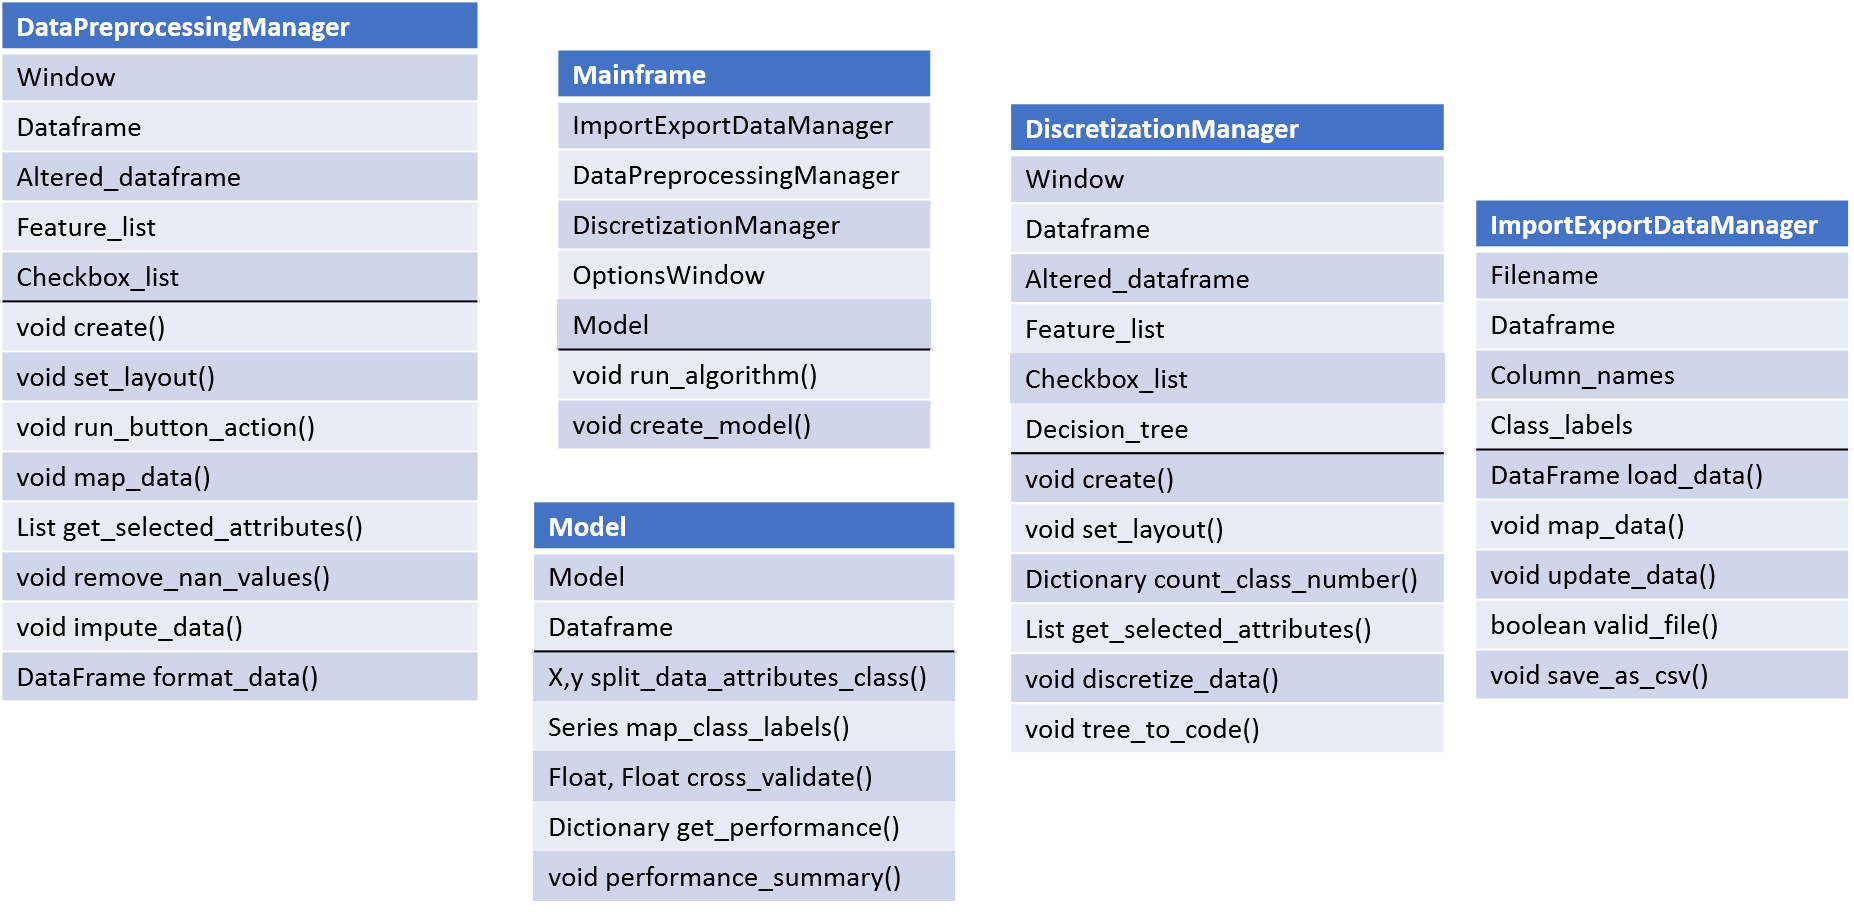 DataPreprocessingManager
Window
Dataframe
Altered_dataframe
Feature_list
Checkbox_list
void create()
void set_layout()
void run_button_action()
void map_data()
List get_selected_attributes()
void remove_nan_values()
void impute_data()
DataFrame format_data()
Mainframe
ImportExportDataManager
DataPreprocessingManager
DiscretizationManager
OptionsWindow
Model
void run_algorithm()
void create_model()
Model
Model
Dataframe
X,y split_data_attributes_class()
Series map_class_labels()
Float, Float cross_validate()
Dictionary get_performance()
void performance_summary()
DiscretizationManager
Window
Dataframe
Altered_dataframe
Feature_list
Checkbox_list
Decision_tree
void create()
void set_layout()
Dictionary count_class_number()
List get_selected_attributes()
void discretize_data()
void tree_to_code()
ImportExportDataManager
Filename
Dataframe
Column_names
Class_labels
DataFrame load_data()
void map_data()
void update_data()
boolean valid_file()
void save_as_csv()